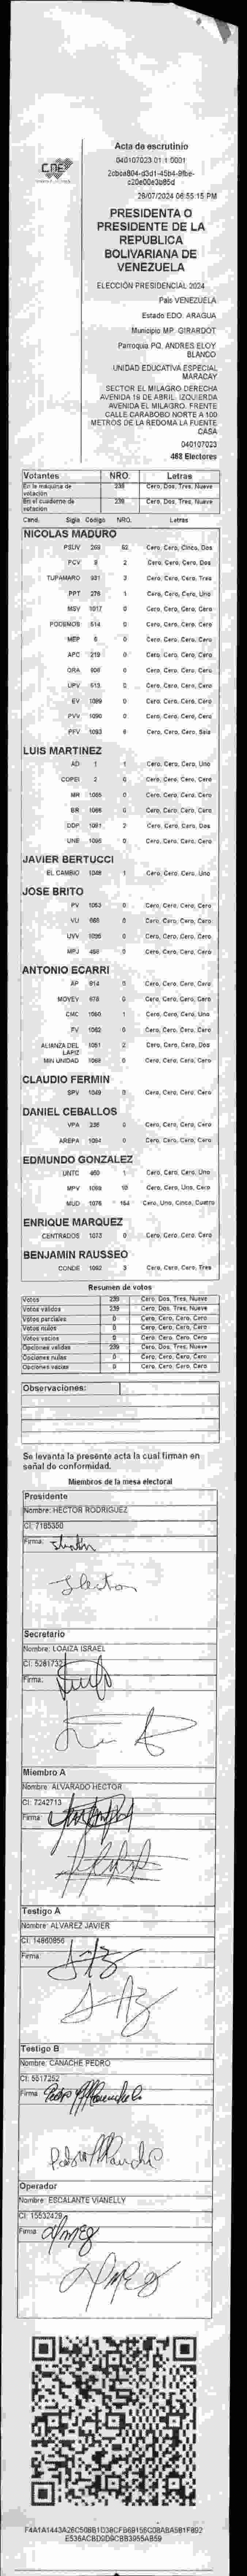 CNE
Acta de escrutinio
040107023.01.1.0001
28/07/2024 06:55:15 PM
PRESIDENTA O
PRESIDENTE DE LA
REPUBLICA
BOLIVARIANA DE
VENEZUELA
ELECCIÓN PRESIDENCIAL 2024
País VENEZUELA
Estado EDO. ARAGUA
Municipio MP. GIRARDOT
Parroquia PQ. ANDRES ELOY
BLANCO
UNIDAD EDUCATIVA ESPECIAL
MARACAY
SECTOR EL MILAGRO DERECHA
AVENIDA 19 DE ABRIL. IZQUIERDA
AVENIDA EL MILAGRO. FRENTE
CALLE CARABOBO NORTE A 100
METROS DE LA REDOMA LA FUENTE
CASA
040107023
468 Electores
Votantes NRO. Letras
En la máquina de votación 239 Cero, Dos, Tres, Nueve
En el cuaderno de votación 239 Cero, Dos, Tres, Nueve
Cand. Sigla Código NRO. Letras
NICOLAS MADURO
PSUV 269 52 Cero, Cero, Cinco, Dos
PCV 9 2 Cero, Cero, Cero, Dos
TUPAMARO 931 3 Cero, Cero, Cero, Tres
PPT 276 1 Cero, Cero, Cero, Uno
MSV 1017 0 Cero, Cero, Cero, Cero
PODEMOS 514 0 Cero, Cero, Cero, Cero
MEP 6 0 Cero, Cero, Cero, Cero
APC 219 0 Cero, Cero, Cero, Cero
ORA 0 Cero, Cero, Cero, Cero
UPV 613 0 Cero, Cero, Cero, Cero
EV 1089 0 Cero, Cero, Cero, Cero
PVV 1090 0 Cero, Cero, Cero, Cero
PFV 1093 6 Cero, Cero, Cero, Seis
LUIS MARTINEZ
AD 1 1 Cero, Cero, Cero, Uno
COPEI 2 0 Cero, Cero, Cero, Cero
MR 1065 0 Cero, Cero, Cero, Cero
BR 1066 0 Cero, Cero, Cero, Cero
DDP 1091 2 Cero, Cero, Cero, Dos
UNE 1096 0 Cero, Cero, Cero, Cero
JAVIER BERTUCCI
EL CAMBIO 1048 1 Cero, Cero, Cero, Uno
JOSE BRITO
PV 1053 0 Cero, Cero, Cero, Cero
VU 0 Cero, Cero, Cero, Cero
UVV 1095 0 Cero, Cero, Cero, Cero
MPJ 458 0 Cero, Cero, Cero, Cero
ANTONIO ECARRI
AP 914 0 Cero, Cero, Cero, Cero
MOVEV 0 Cero, Cero, Cero, Cero
CMC 1060 1 Cero, Cero, Cero, Uno
FV 1062 0 Cero, Cero, Cero, Cero
ALIANZA DEL LAPIZ 1051 2 Cero, Cero, Cero, Dos
MIN UNIDAD 1068 0 Cero, Cero, Cero, Cero
CLAUDIO FERMIN
SPV 1049 0 Cero, Cero, Cero, Cero
DANIEL CEBALLOS
VPA 0 Cero, Cero, Cero, Cero
AREPA 1094 0 Cero, Cero, Cero, Cero
EDMUNDO GONZALEZ
UNTC 460 1 Cero, Cero, Cero, Uno
MPV 1069 10 Cero, Cero, Uno, Cero
MUD 1076 154 Cero, Uno, Cinco, Cuatro
ENRIQUE MARQUEZ
CENTRADOS 1073 0 Cero, Cero, Cero, Cero
BENJAMIN RAUSSEO
CONDE 1092 3 Cero, Cero, Cero, Tres
Resumen de votos
Votos 239 Cero, Dos, Tres, Nueve
Votos válidos 239 Cero, Dos, Tres, Nueve
Votos parciales 0 Cero, Cero, Cero, Cero
Votos nulos 0 Cero, Cero, Cero, Cero
Votos vacíos 0 Cero, Cero, Cero, Cero
Opciones válidas 239 Cero, Dos, Tres, Nueve
Opciones nulas 0 Cero, Cero, Cero, Cero
Opciones vacías 0 Cero, Cero, Cero, Cero
Observaciones:
Se levanta la presente acta la cual firman en
señal de conformidad.
Miembros de la mesa electoral
Presidente
Nombre: HECTOR RODRIGUEZ
CI: 7185350
Firma:
Hector
Secretario
Nombre: LOAIZA ISRAEL
CI: 5281732
Firma:
Miembro A
Nombre: ALVARADO HECTOR
CI: 7242713
Firma:
Testigo A
Nombre: ALVAREZ JAVIER
CI: 14860856
Firma:
Testigo B
Nombre: CANACHE PEDRO
CI: 5517252
Firma:
Operador
Nombre: ESCALANTE VIANELLY
CI: 15532429
Firma: